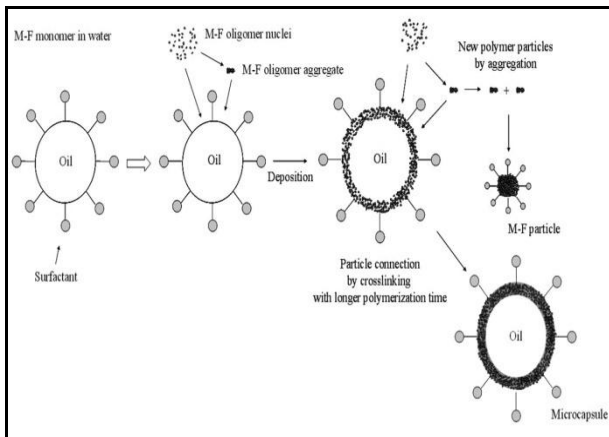 M-F monomer in water
M-F oligomer nuclei
M-F oligomer aggregate
New polymer particles
by aggregation
+
Oil
Oil
Deposition
Oil
M-F particle
Surfactant
Particle connection
by crosslinking
with longer polymerization time
Oil
Microcapsule